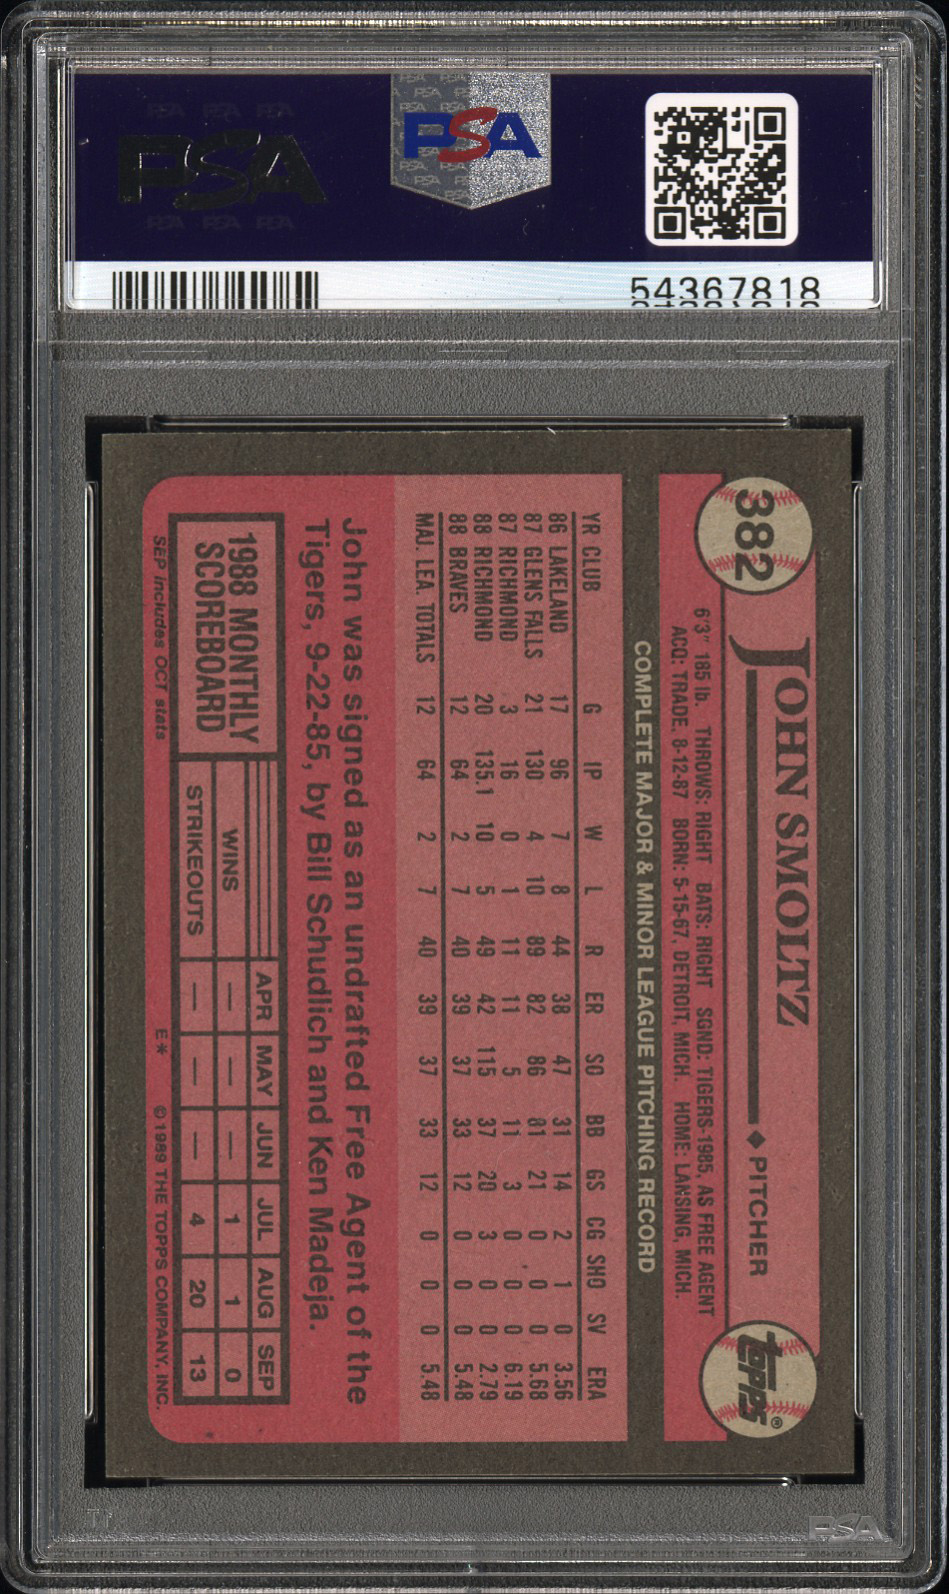 PSA PSA PSA
PSA
PSA PSA PSA
PSA
54367818
382
JOHN SMOLTZ ♦ PITCHER
topps®
6'3" 185 lb. THROWS: RIGHT BATS: RIGHT SGND: TIGERS-1985, AS FREE AGENT
ACQ: TRADE, 8-12-87 BORN: 5-15-67, DETROIT, MICH. HOME: LANSING, MICH.
COMPLETE MAJOR & MINOR LEAGUE PITCHING RECORD
YR CLUB G IP W L R ER SO BB GS CG SHO SV ERA
86 LAKELAND 17 96 7 8 44 38 47 31 14 2 1 0 3.56
87 GLENS FALLS 21 130 4 10 89 82 86 81 21 0 0 0 5.68
87 RICHMOND 3 16 0 1 11 11 5 11 3 0 0 0 6.19
88 RICHMOND 20 135.1 10 5 49 42 115 37 20 3 0 0 2.79
88 BRAVES 12 64 2 7 40 39 37 33 12 0 0 0 5.48
MAJ. LEA. TOTALS 12 64 2 7 40 39 37 33 12 0 0 0 5.48
John was signed as an undrafted Free Agent of the
Tigers, 9-22-85, by Bill Schudlich and Ken Madeja.
1988 MONTHLY
SCOREBOARD
APR MAY JUN JUL AUG SEP
WINS — — — 1 1 0
STRIKEOUTS — — — 4 20 13
SEP includes OCT stats
E* © 1989 THE TOPPS COMPANY, INC.
PSA